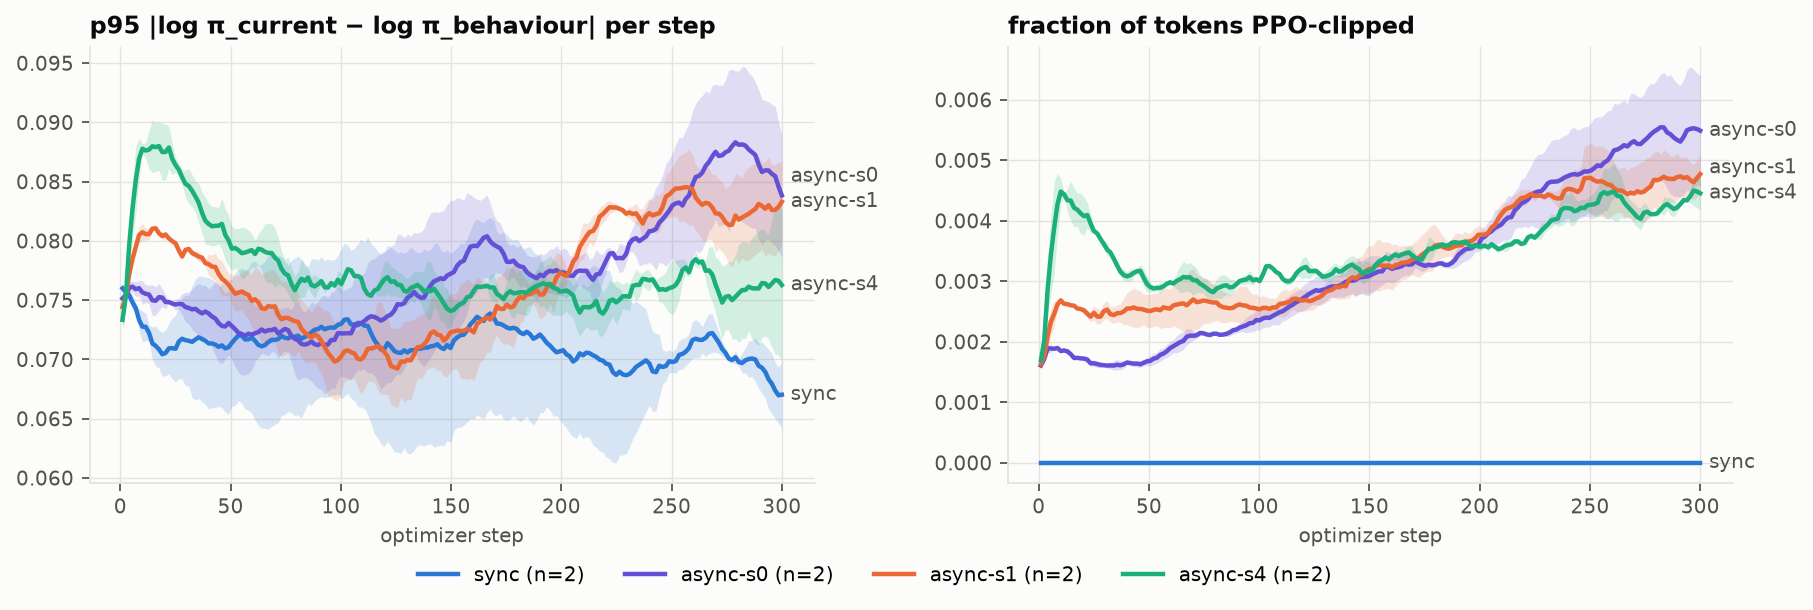 p95 |log π_current − log π_behaviour| per step
0.095
0.090
0.085
0.080
0.075
0.070
0.065
0.060
async-s0
async-s1
async-s4
sync
0 50 100 150 200 250 300
optimizer step
fraction of tokens PPO-clipped
0.006
0.005
0.004
0.003
0.002
0.001
0.000
async-s0
async-s1
async-s4
sync
0 50 100 150 200 250 300
optimizer step
sync (n=2) async-s0 (n=2) async-s1 (n=2) async-s4 (n=2)